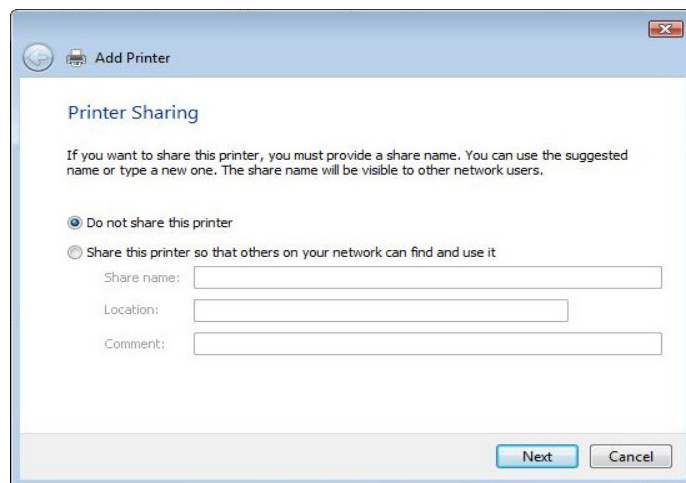 Add Printer
Printer Sharing
If you want to share this printer, you must provide a share name. You can use the suggested
name or type a new one. The share name will be visible to other network users.
Do not share this printer
Share this printer so that others on your network can find and use it
Share name:
Location:
Comment:
Next Cancel